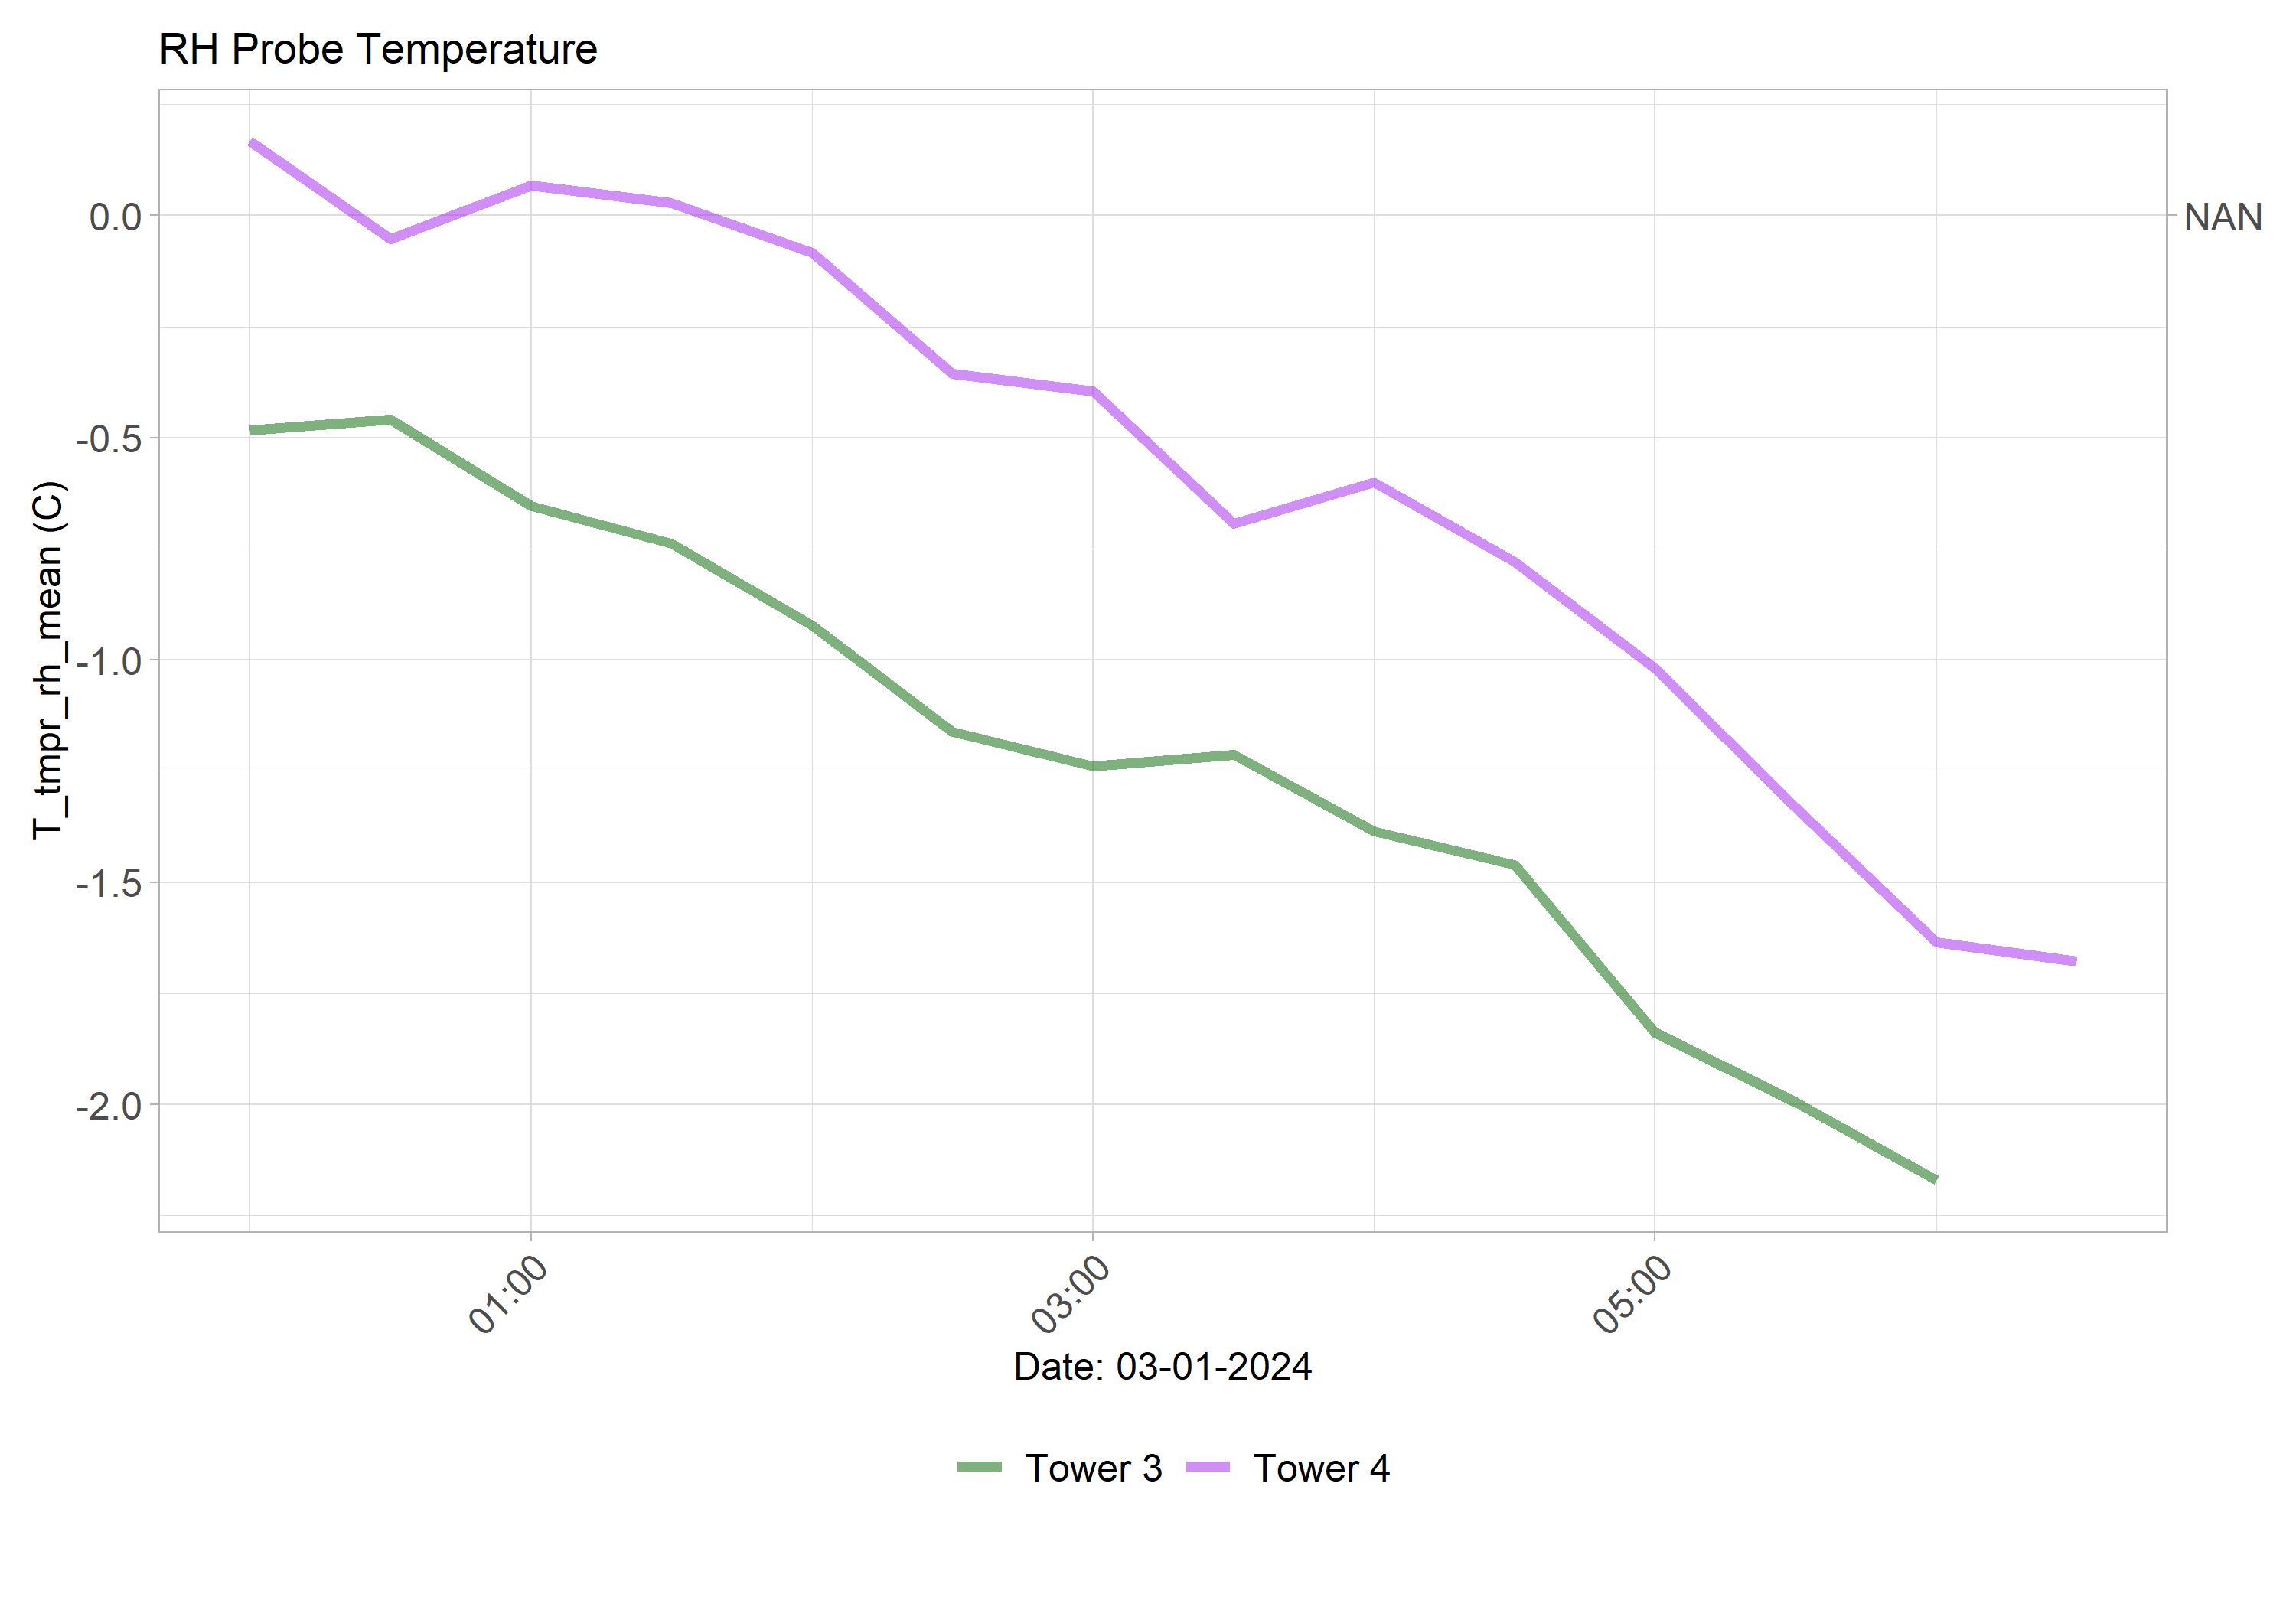 RH Probe Temperature
T_tmpr_rh_mean (C)
0.0
-0.5
-1.0
-1.5
-2.0
NAN
01:00
03:00
05:00
Date: 03-01-2024
Tower 3
Tower 4